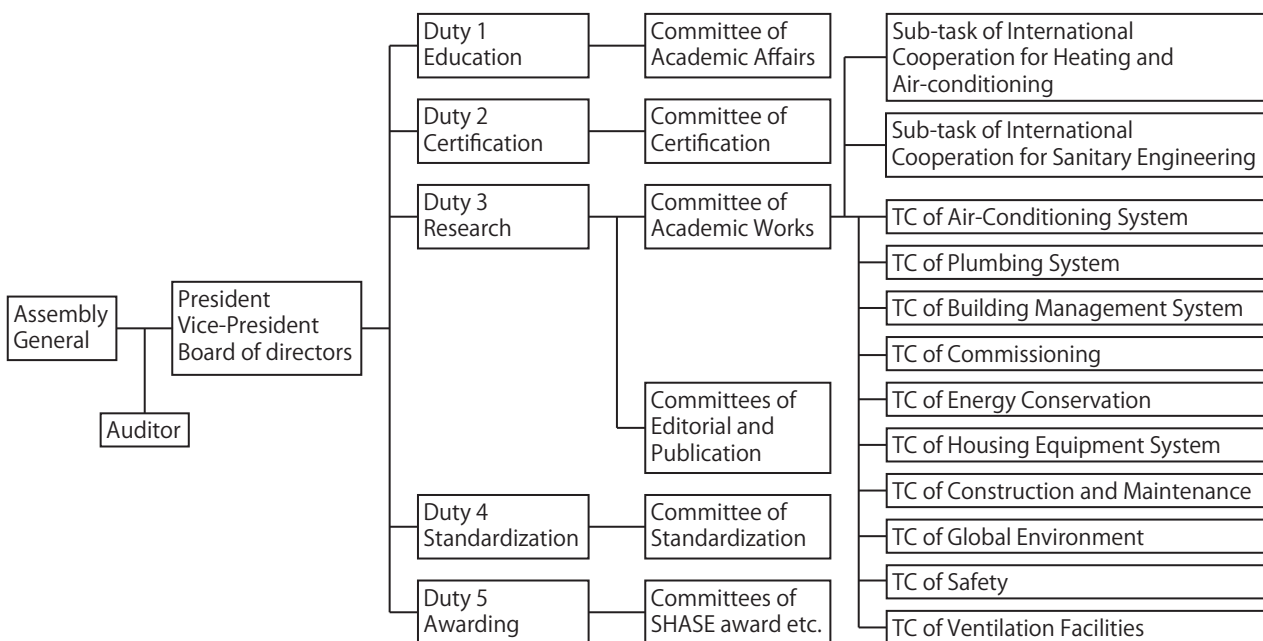 Assembly
General
Auditor
President
Vice-President
Board of directors
Duty 1
Education
Duty 2
Certification
Duty 3
Research
Duty 4
Standardization
Duty 5
Awarding
Committee of
Academic Affairs
Committee of
Certification
Committee of
Academic Works
Committees of
Editorial and
Publication
Committee of
Standardization
Committees of
SHASE award etc.
Sub-task of International
Cooperation for Heating and
Air-conditioning
Sub-task of International
Cooperation for Sanitary Engineering
TC of Air-Conditioning System
TC of Plumbing System
TC of Building Management System
TC of Commissioning
TC of Energy Conservation
TC of Housing Equipment System
TC of Construction and Maintenance
TC of Global Environment
TC of Safety
TC of Ventilation Facilities